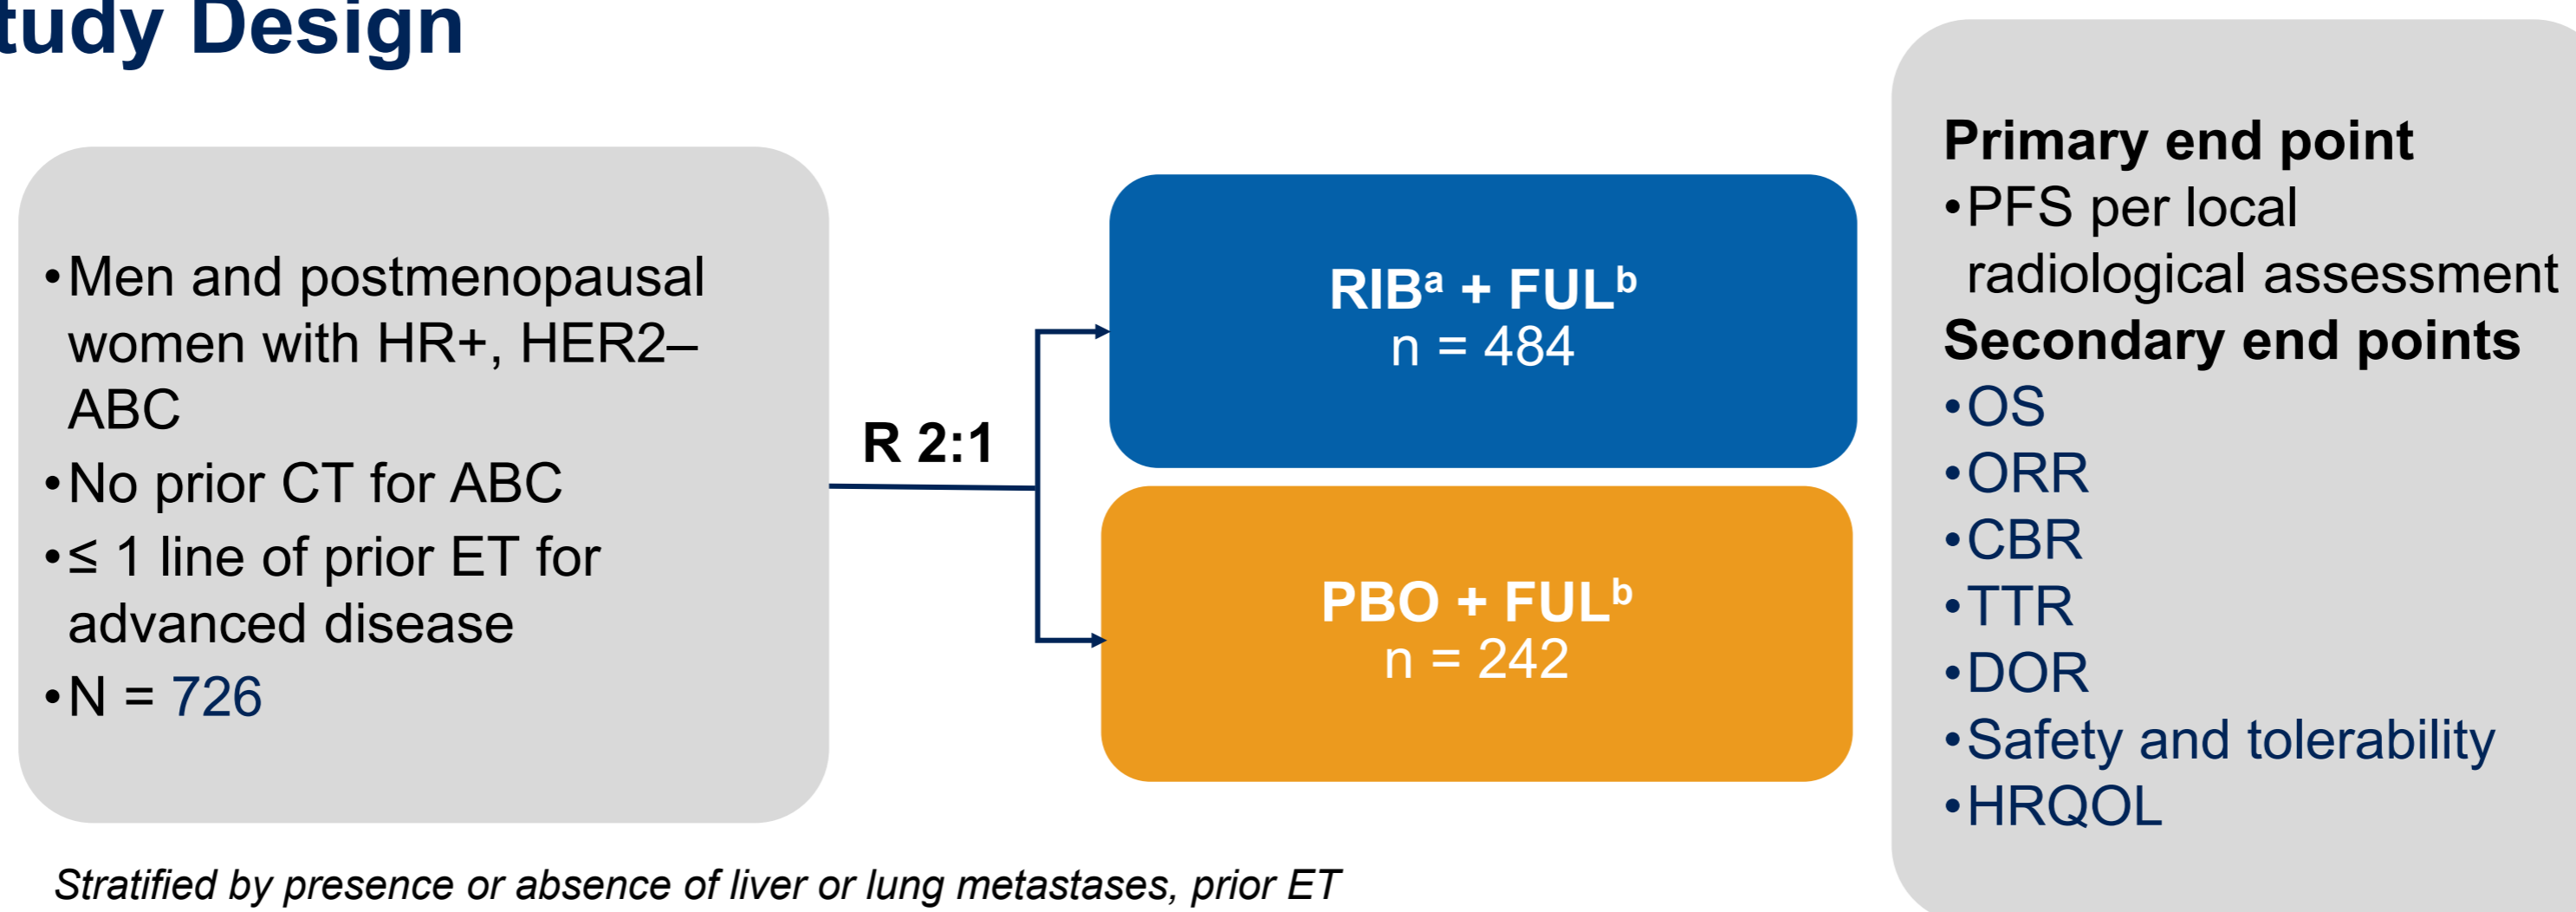 tudy Design
•Men and postmenopausal
women with HR+, HER2–
ABC
•No prior CT for ABC
•≤ 1 line of prior ET for
advanced disease
•N = 726
R 2:1
RIBᵃ + FULᵇ
n = 484
PBO + FULᵇ
n = 242
Primary end point
•PFS per local
radiological assessment
Secondary end points
•OS
•ORR
•CBR
•TTR
•DOR
•Safety and tolerability
•HRQOL
Stratified by presence or absence of liver or lung metastases, prior ET